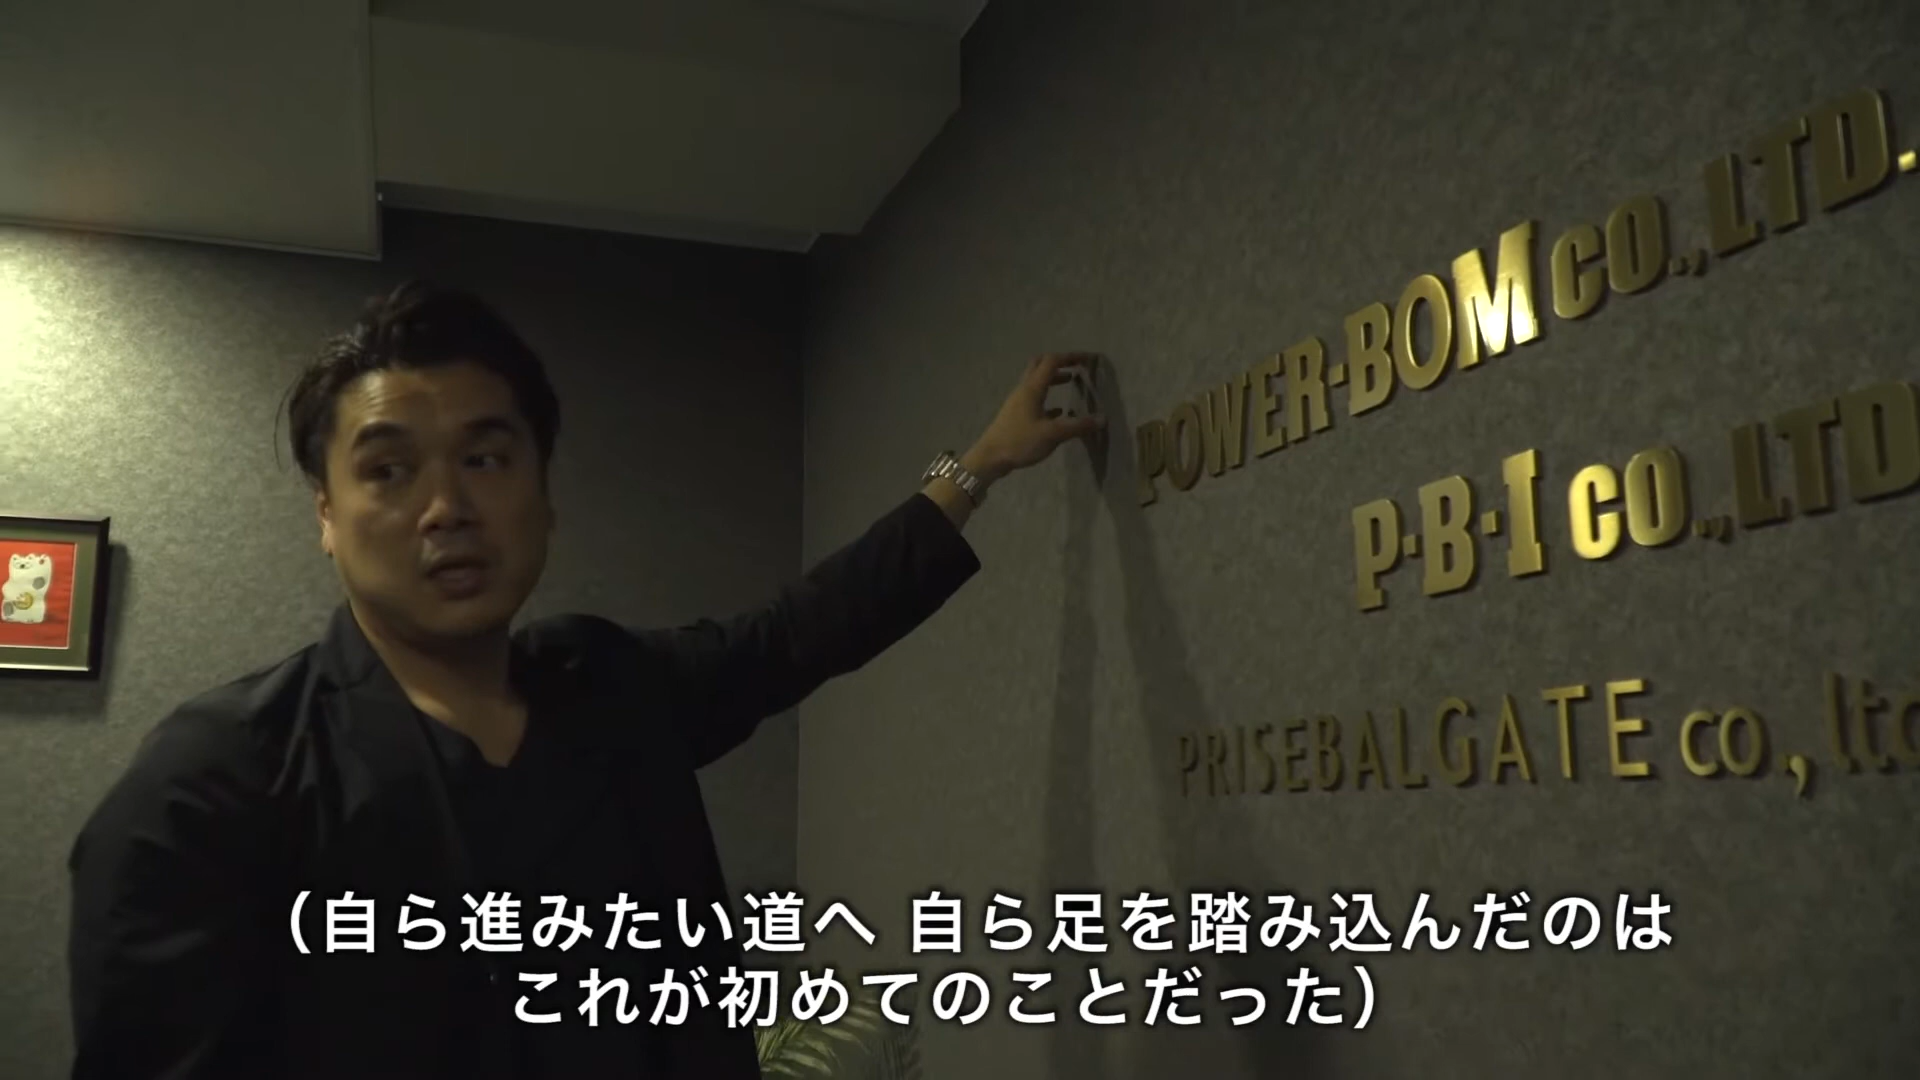 POWER-BOM CO., LTD.
P·B·I CO., LTD
PRISEBALGATE co., ltd
（自ら進みたい道へ 自ら足を踏み込んだのは
これが初めてのことだった）